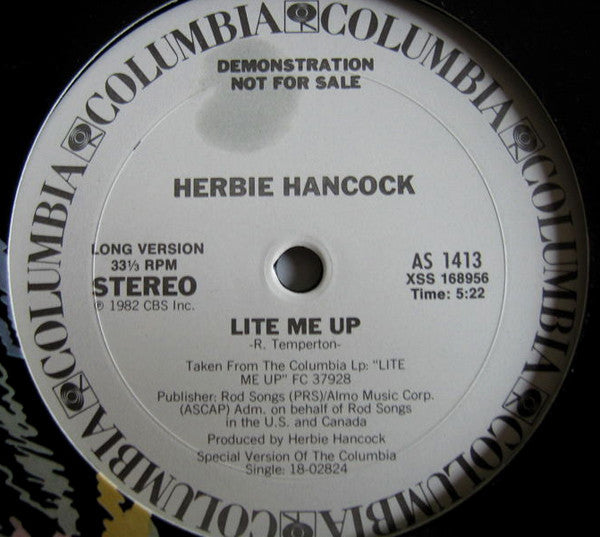 COLUMBIA COLUMBIA COLUMBIA COLUMBIA COLUMBIA COLUMBIA COLUMBIA
DEMONSTRATION
NOT FOR SALE
HERBIE HANCOCK
LONG VERSION
33⅓ RPM
STEREO
℗ 1982 CBS Inc.
AS 1413
XSS 168956
Time: 5:22
LITE ME UP
-R. Temperton-
Taken From The Columbia Lp: "LITE
ME UP" FC 37928
Publisher: Rod Songs (PRS)/Almo Music Corp.
(ASCAP) Adm. on behalf of Rod Songs
in the U.S. and Canada
Produced by Herbie Hancock
Special Version Of The Columbia
Single: 18-02824